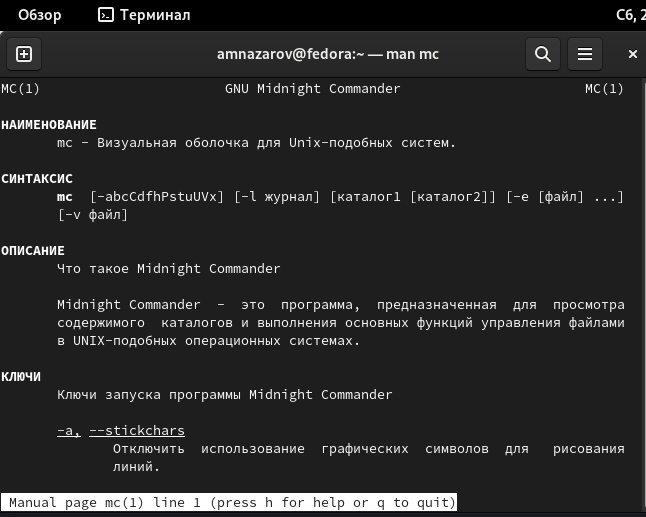 Обзор Терминал Сб, 2
amnazarov@fedora:~ — man mc
MC(1) GNU Midnight Commander MC(1)
НАИМЕНОВАНИЕ
mc - Визуальная оболочка для Unix-подобных систем.
СИНТАКСИС
mc [-abcCdfhPstuUVx] [-l журнал] [каталог1 [каталог2]] [-e [файл] ...]
[-v файл]
ОПИСАНИЕ
Что такое Midnight Commander
Midnight Commander - это программа, предназначенная для просмотра
содержимого каталогов и выполнения основных функций управления файлами
в UNIX-подобных операционных системах.
КЛЮЧИ
Ключи запуска программы Midnight Commander
-a, --stickchars
Отключить использование графических символов для рисования
линий.
Manual page mc(1) line 1 (press h for help or q to quit)